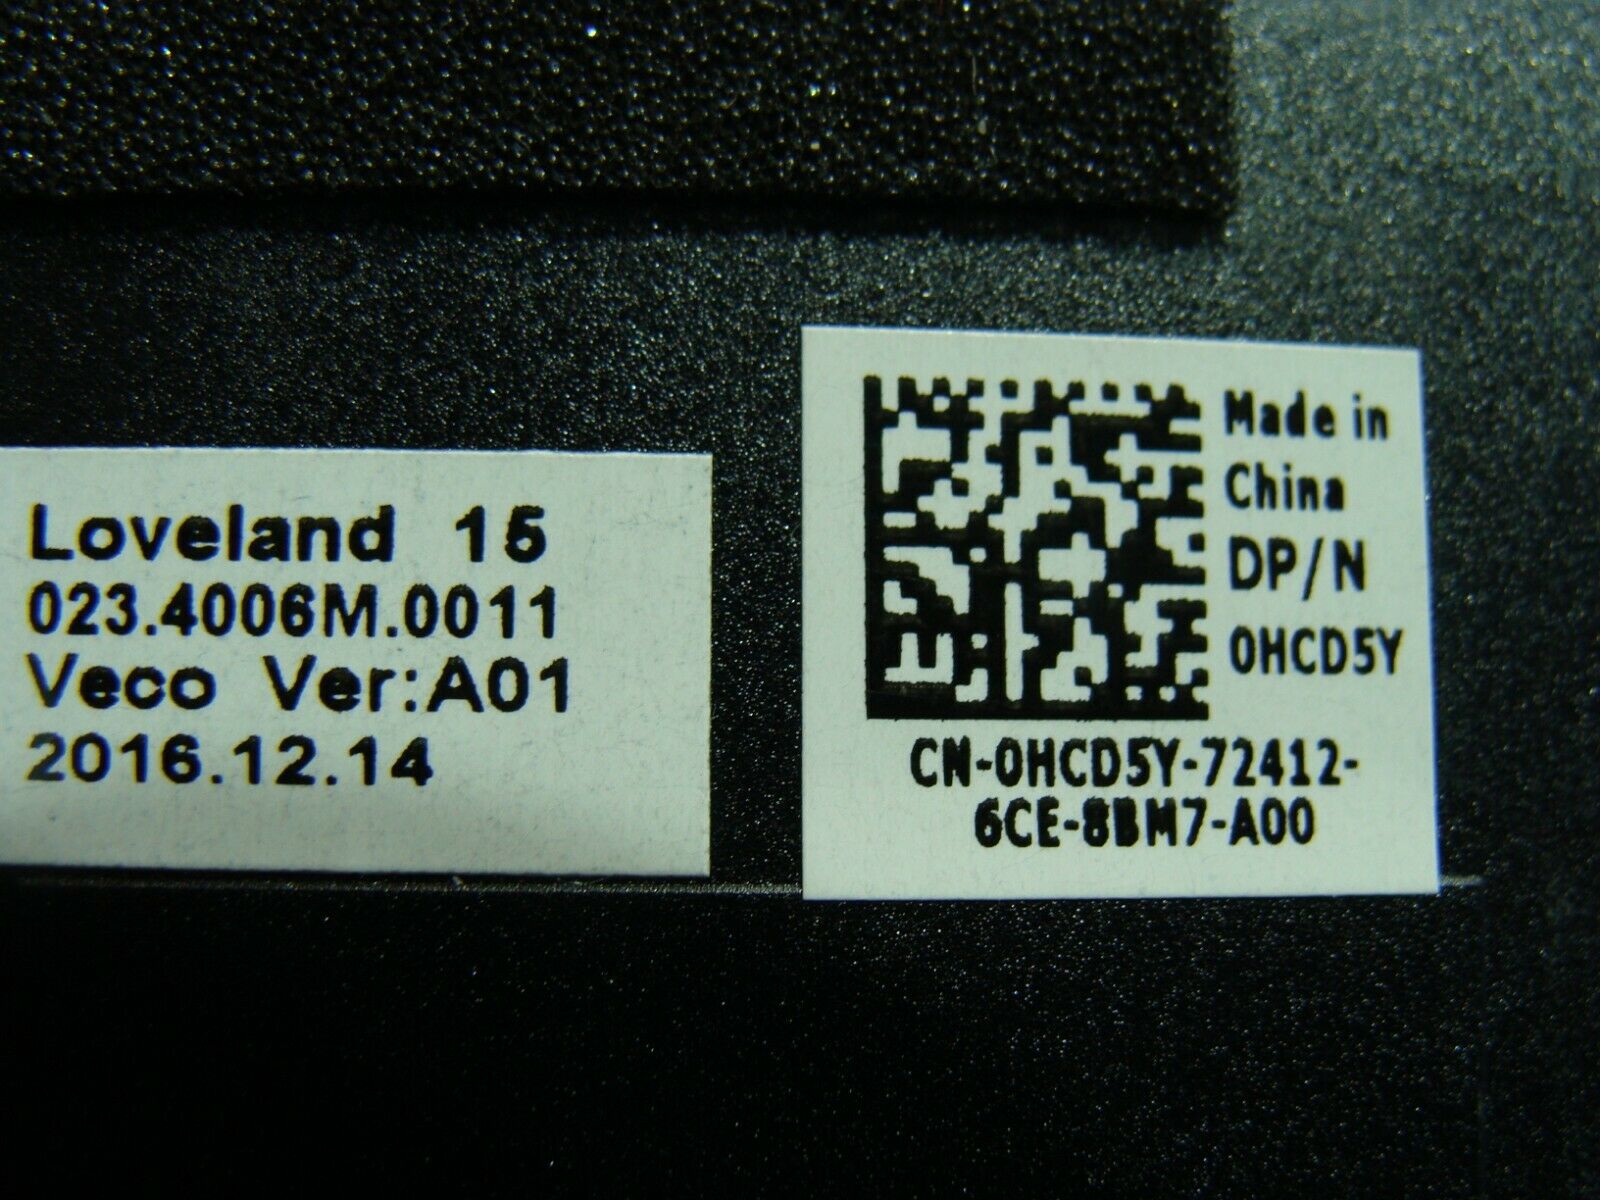 Loveland 15
023.4006M.0011
Veco Ver:A01
2016.12.14
Made in
China
DP/N
0HCD5Y
CN-0HCD5Y-72412-
6CE-8BM7-A00